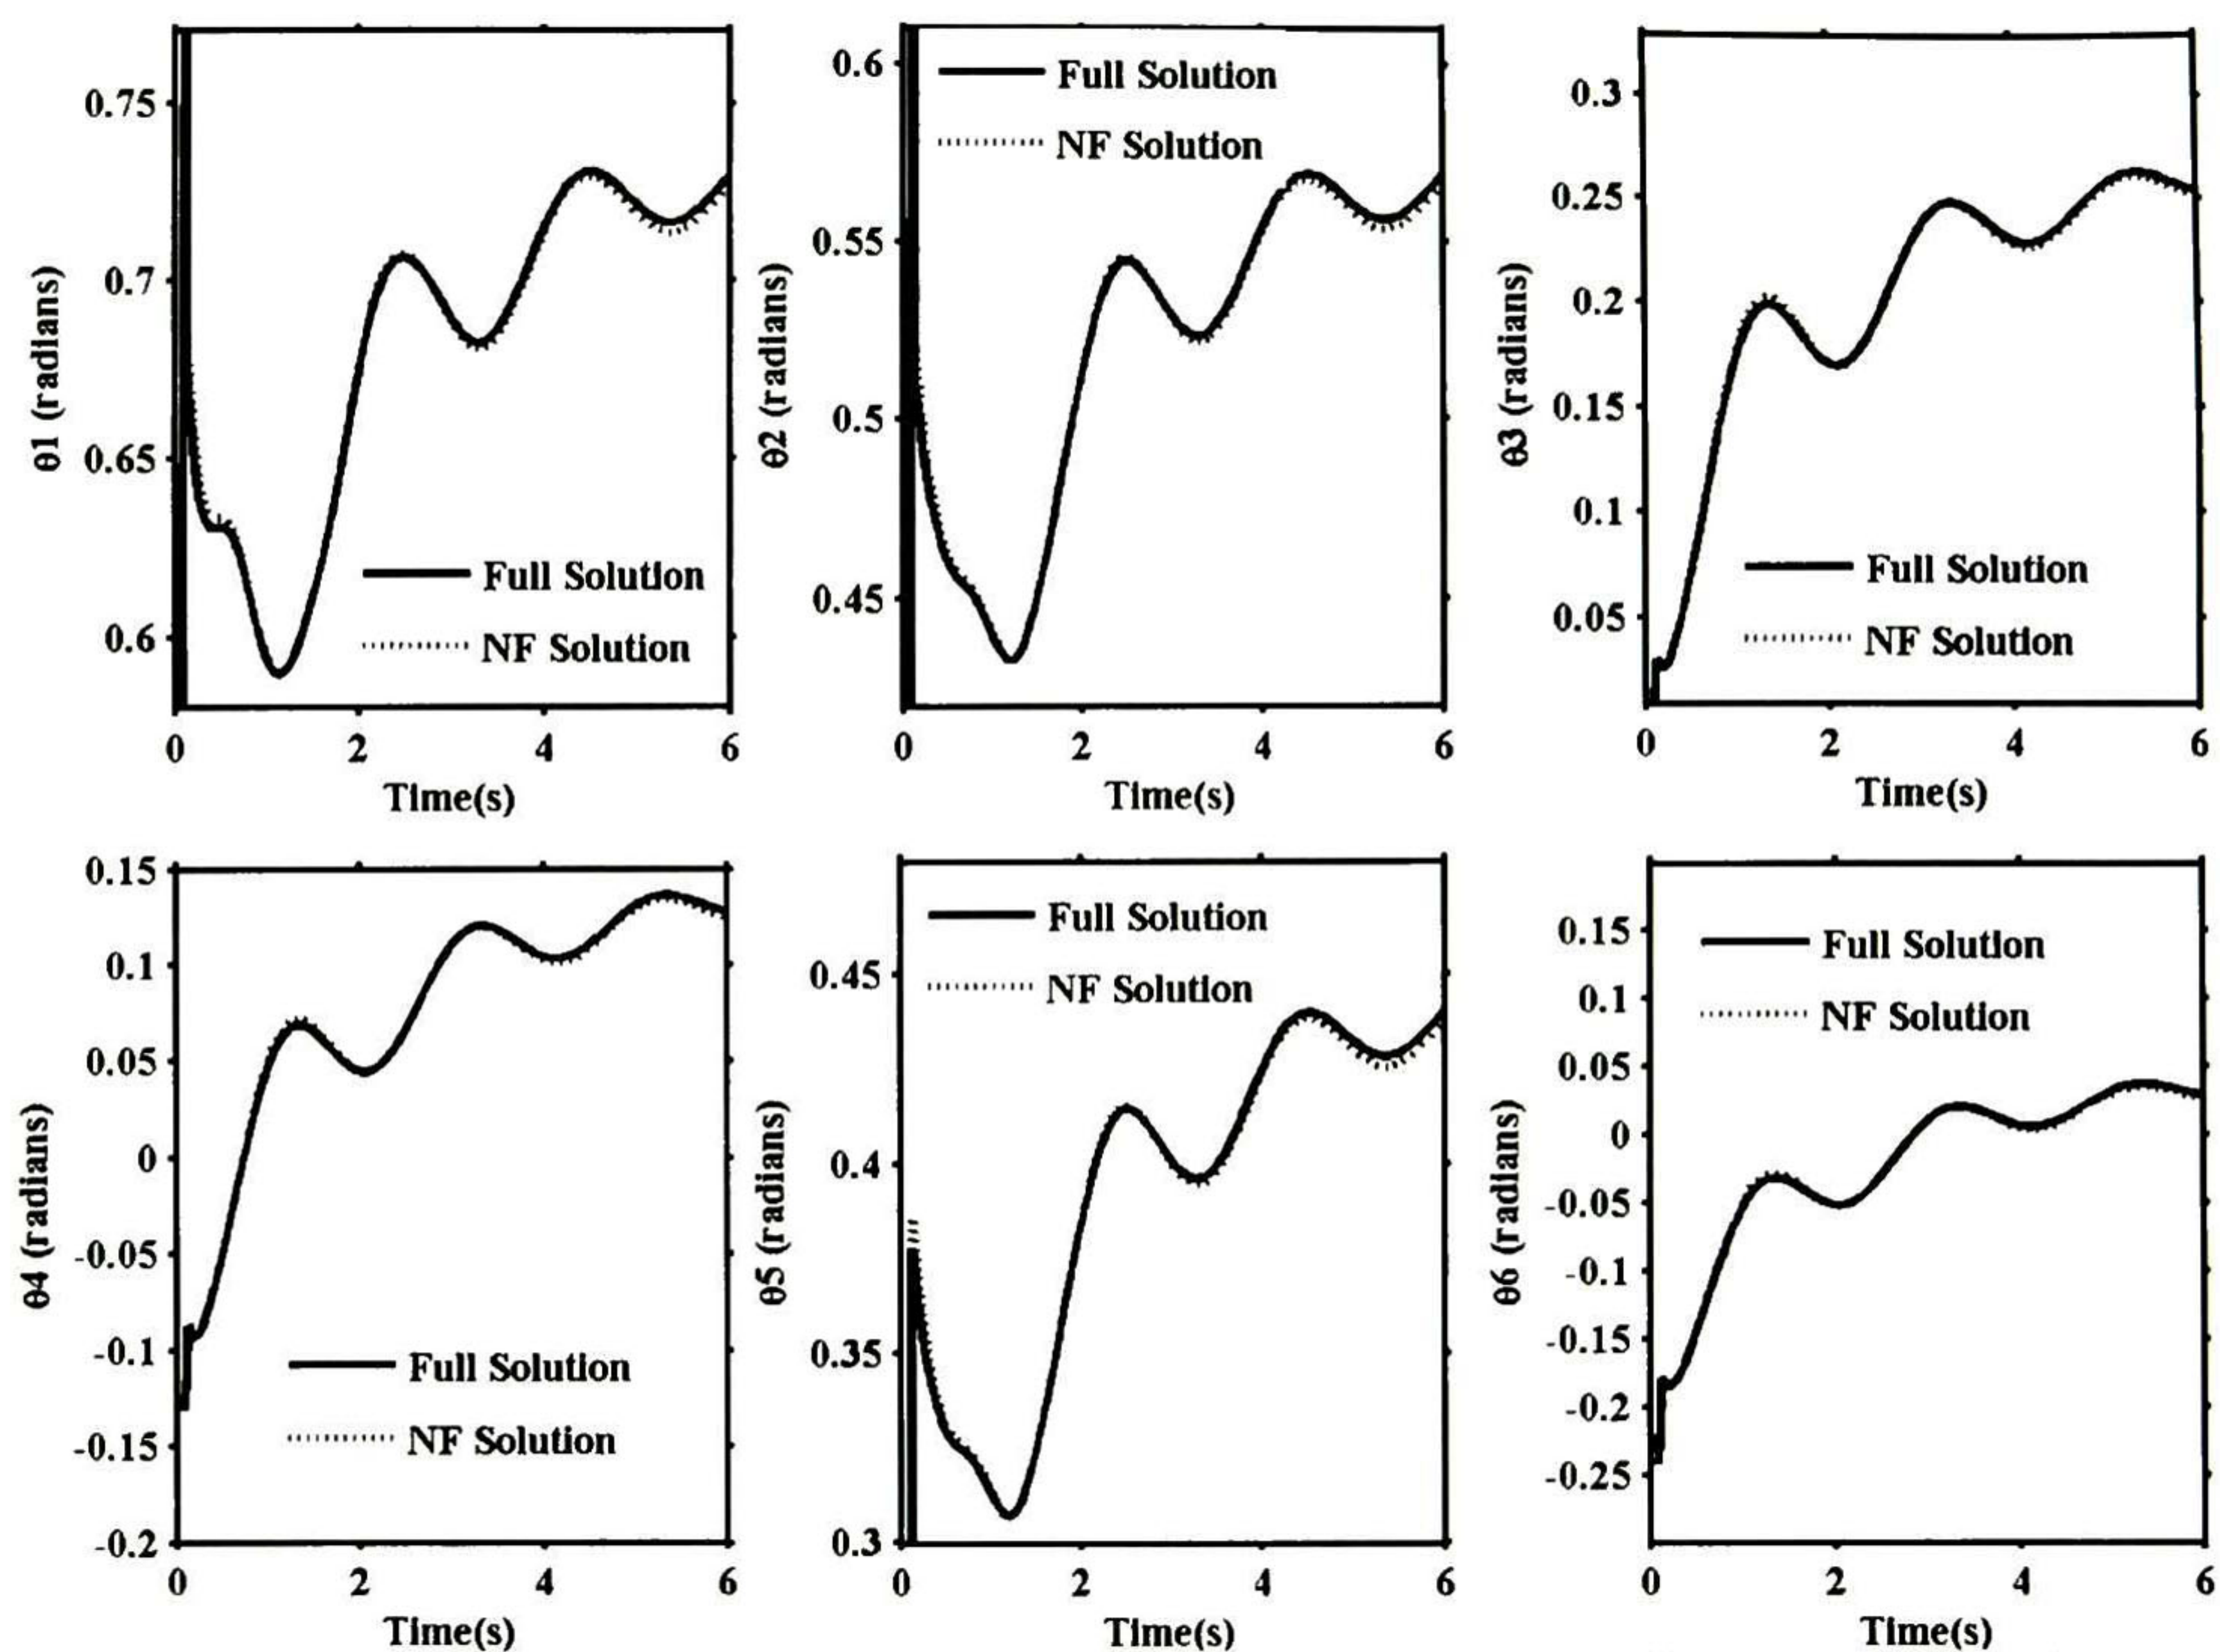 0.75
0.7
0.65
0.6
θ1 (radians)
Full Solution
NF Solution
0 2 4 6
Time(s)
0.6
0.55
0.5
0.45
θ2 (radians)
Full Solution
NF Solution
0 2 4 6
Time(s)
0.3
0.25
0.2
0.15
0.1
0.05
θ3 (radians)
Full Solution
NF Solution
0 2 4 6
Time(s)
0.15
0.1
0.05
0
-0.05
-0.1
-0.15
-0.2
θ4 (radians)
Full Solution
NF Solution
0 2 4 6
Time(s)
0.45
0.4
0.35
0.3
θ5 (radians)
Full Solution
NF Solution
0 2 4 6
Time(s)
0.15
0.1
0.05
0
-0.05
-0.1
-0.15
-0.2
-0.25
θ6 (radians)
Full Solution
NF Solution
0 2 4 6
Time(s)